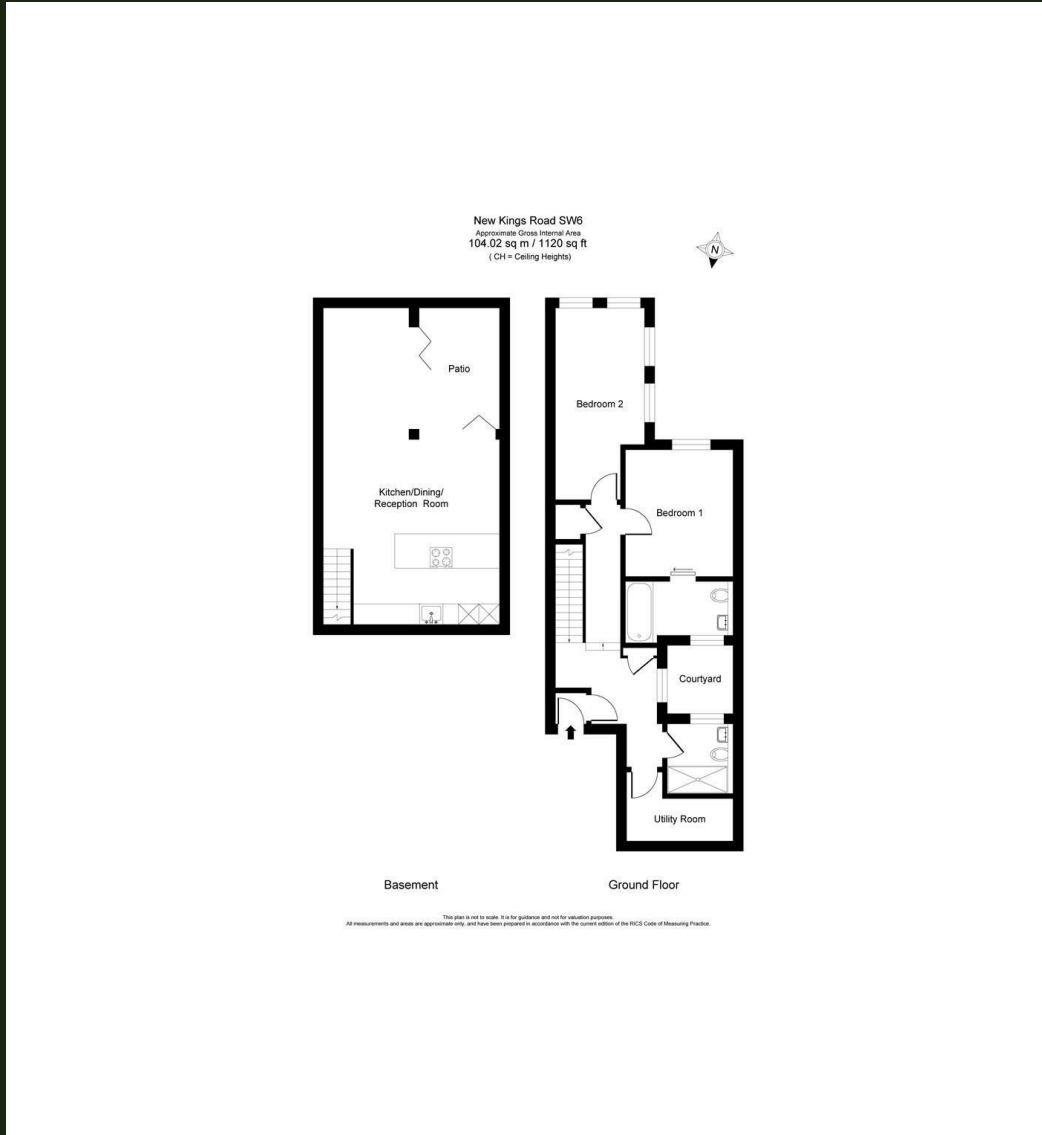 New Kings Road SW6
Approximate Gross Internal Area
104.02 sq m / 1120 sq ft
( CH = Ceiling Heights)
N
Patio
Kitchen/Dining/
Reception Room
Bedroom 2
Bedroom 1
Courtyard
Utility Room
Basement
Ground Floor
This plan is not to scale. It is for guidance and not for valuation purposes.
All measurements and areas are approximate only, and have been prepared in accordance with the current edition of the RICS Code of Measuring Practice.